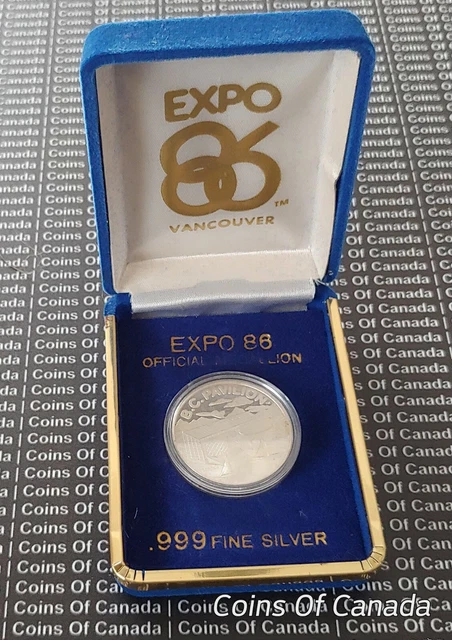 EXPO
86 ™
VANCOUVER
EXPO 86
OFFICIAL
B.C. PAVILION
.999 FINE SILVER
Coins Of Canada